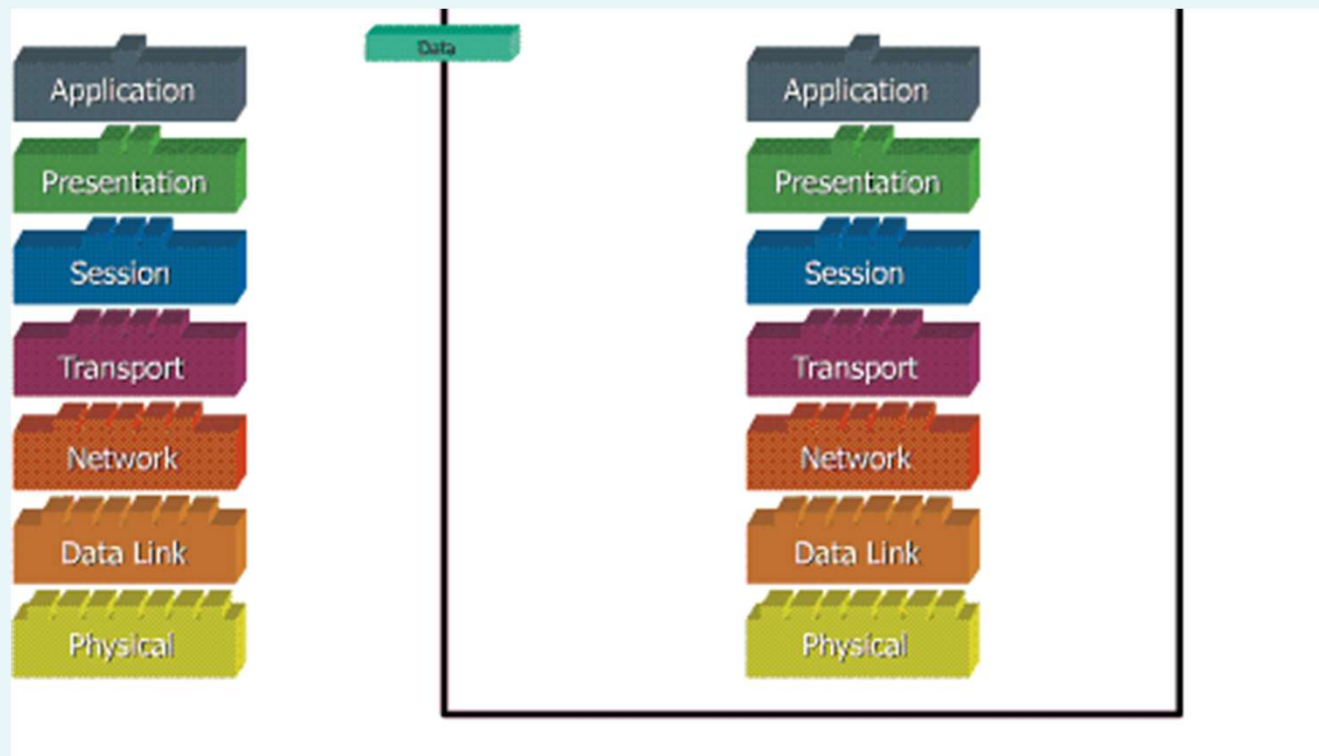 Data
Application
Presentation
Session
Transport
Network
Data Link
Physical
Application
Presentation
Session
Transport
Network
Data Link
Physical